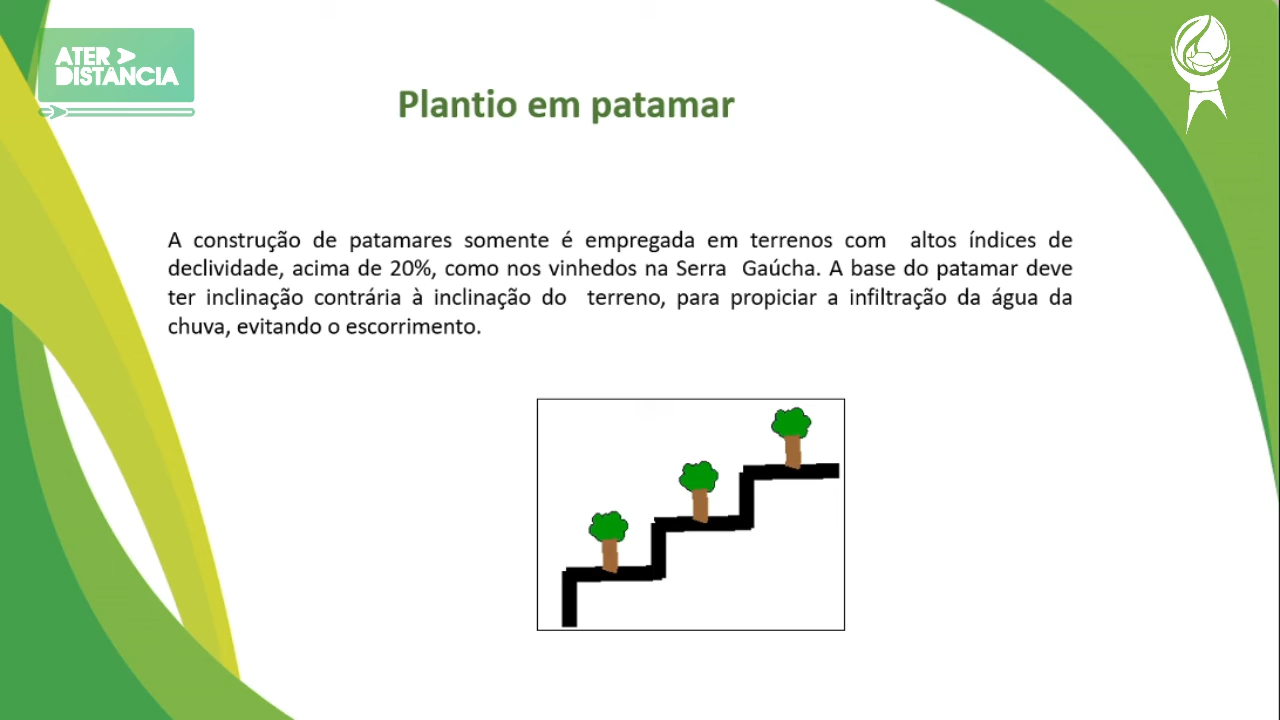 ATER A
DISTÂNCIA
Plantio em patamar
A construção de patamares somente é empregada em terrenos com altos índices de
declividade, acima de 20%, como nos vinhedos na Serra Gaúcha. A base do patamar deve
ter inclinação contrária à inclinação do terreno, para propiciar a infiltração da água da
chuva, evitando o escorrimento.